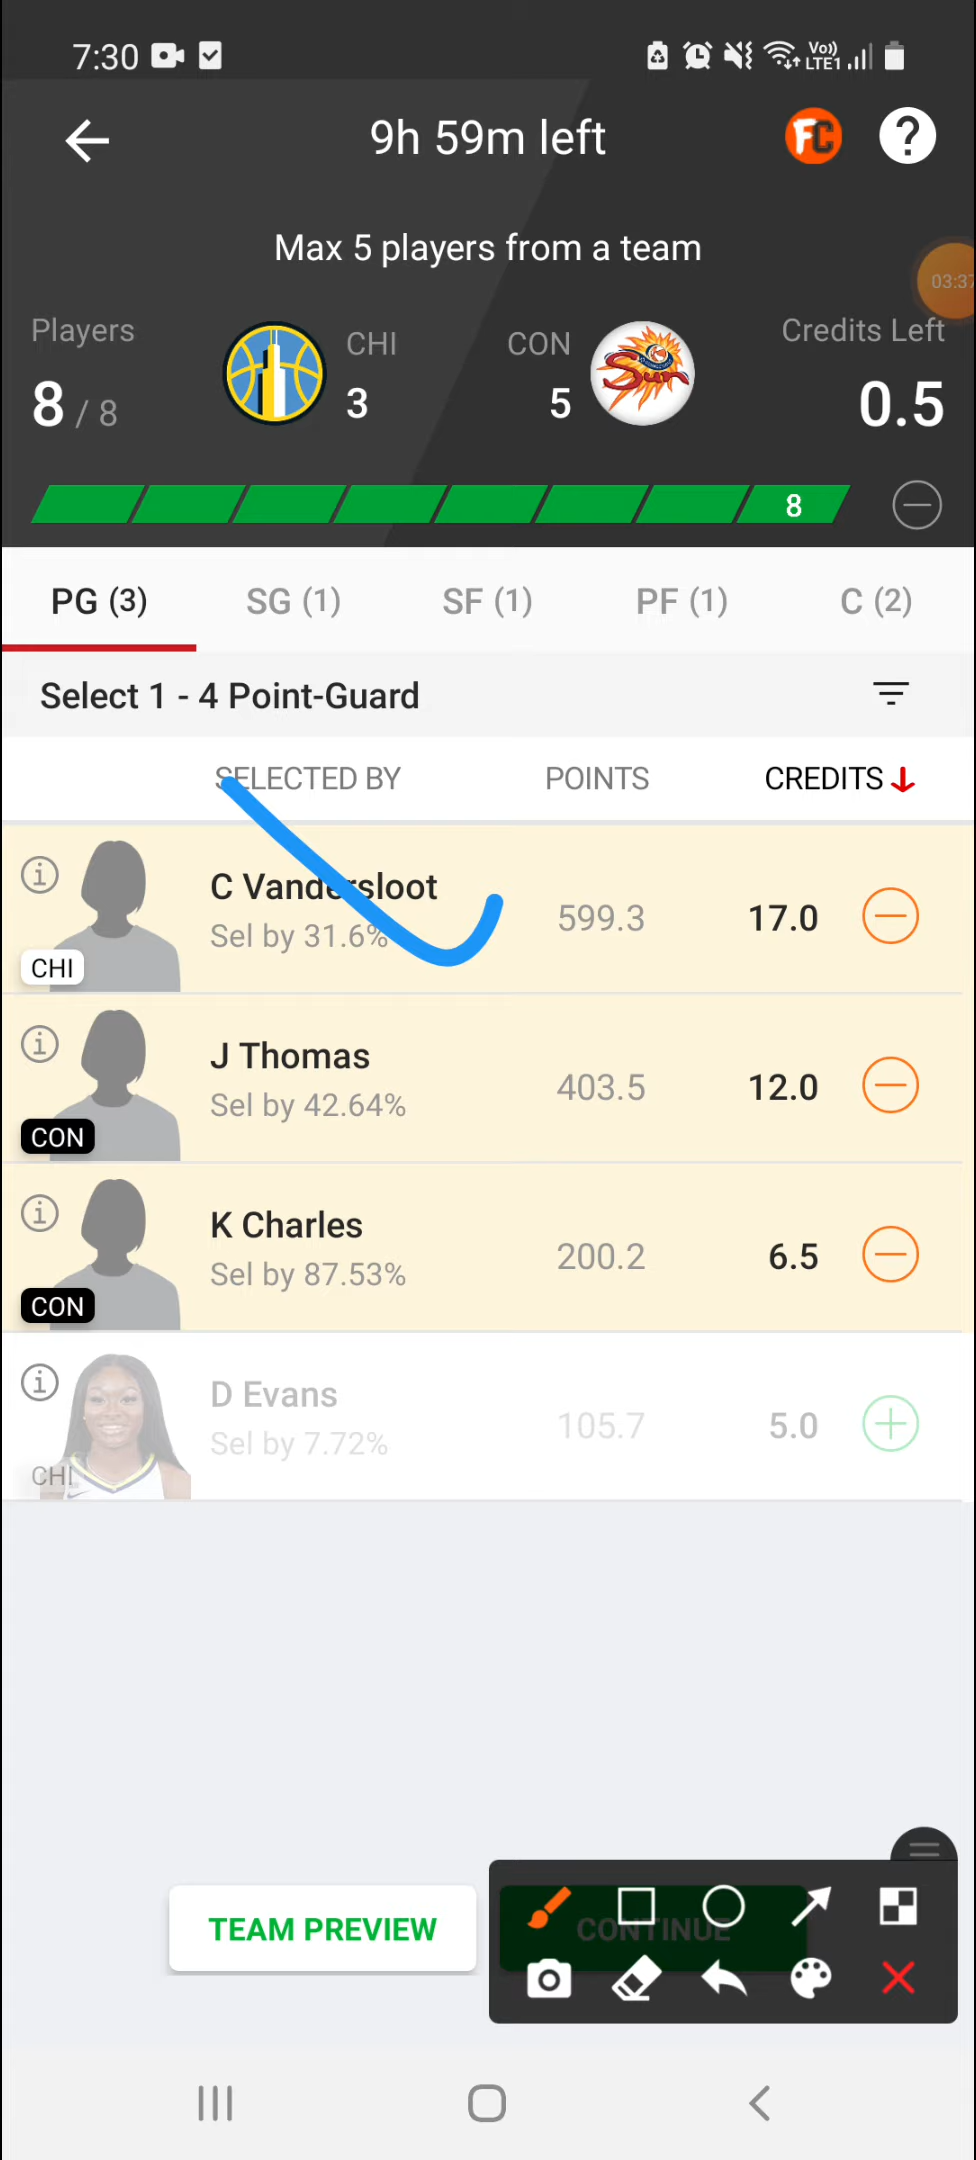 7:30
Vo)) LTE1
9h 59m left
FC
?
Max 5 players from a team
03:37
Players
CHI
CON
Credits Left
8 / 8
3
5
Sun
0.5
8
PG (3)
SG (1)
SF (1)
PF (1)
C (2)
Select 1 - 4 Point-Guard
SELECTED BY
POINTS
CREDITS
C Vandersloot
Sel by 31.6%
599.3
17.0
CHI
J Thomas
Sel by 42.64%
403.5
12.0
CON
K Charles
Sel by 87.53%
200.2
6.5
CON
D Evans
Sel by 7.72%
105.7
5.0
CHI
TEAM PREVIEW
CONTINUE